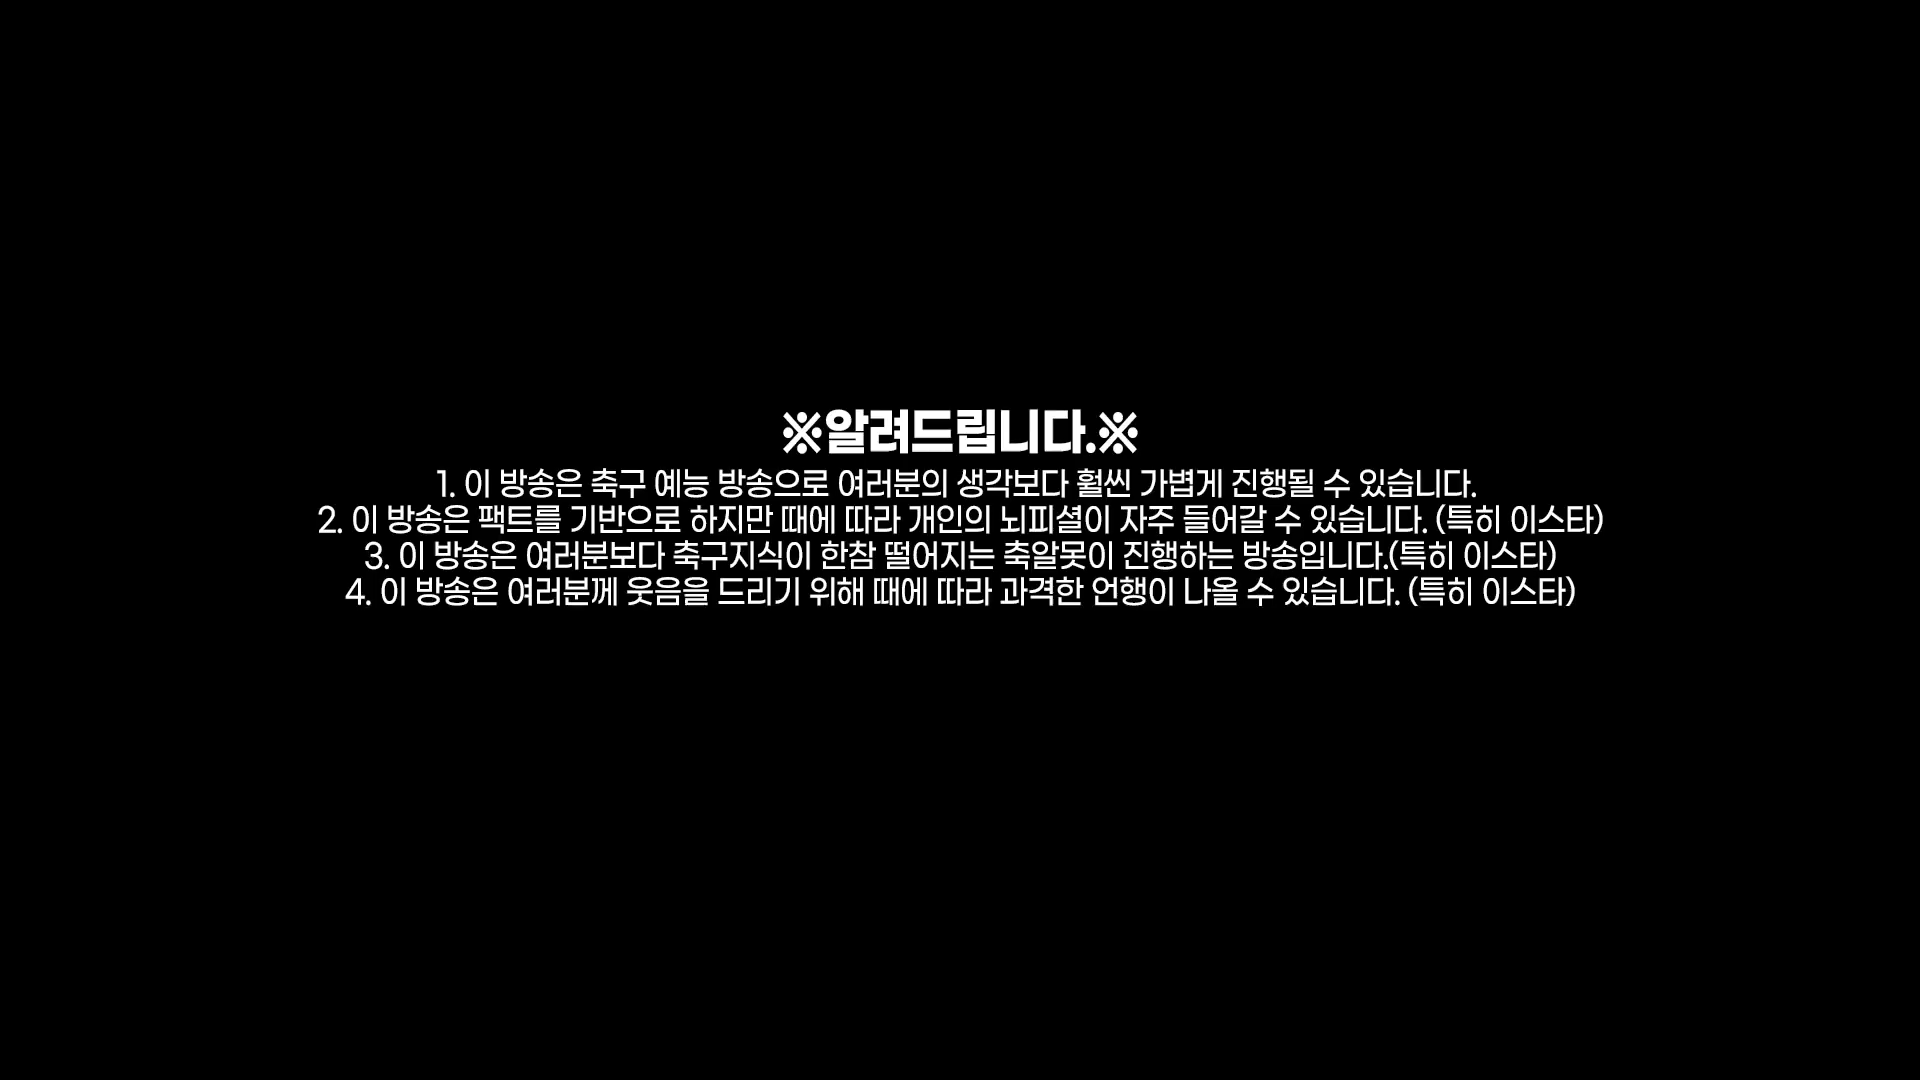 ※알려드립니다.※
1. 이 방송은 축구 예능 방송으로 여러분의 생각보다 훨씬 가볍게 진행될 수 있습니다.
2. 이 방송은 팩트를 기반으로 하지만 때에 따라 개인의 뇌피셜이 자주 들어갈 수 있습니다. (특히 이스타)
3. 이 방송은 여러분보다 축구지식이 한참 떨어지는 축알못이 진행하는 방송입니다.(특히 이스타)
4. 이 방송은 여러분께 웃음을 드리기 위해 때에 따라 과격한 언행이 나올 수 있습니다. (특히 이스타)